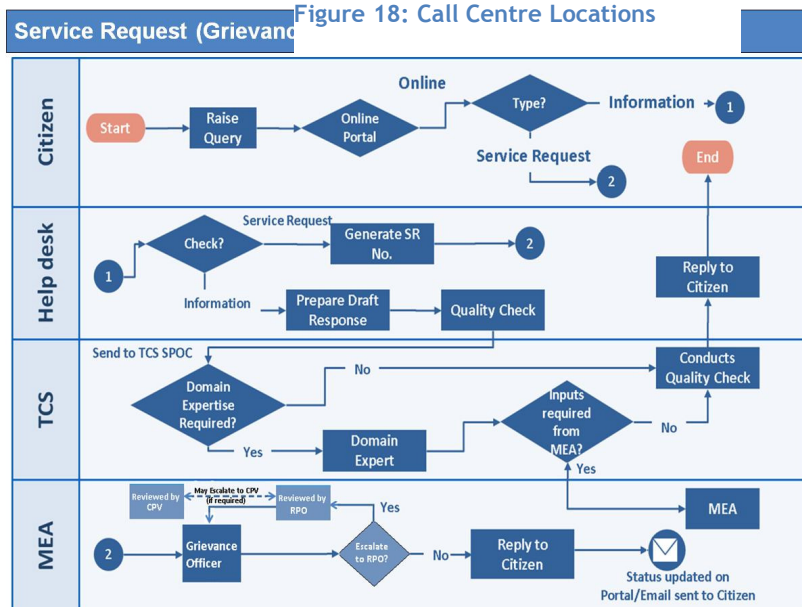 Figure 18: Call Centre Locations
Service Request (Grievanc
Citizen
Start
Raise
Query
Online
Portal
Online
Type?
Information
1
Service Request
2
End
Help desk
1
Check?
Service Request
Generate SR
No.
2
Information
Prepare Draft
Response
Quality Check
Reply to
Citizen
TCS
Send to TCS SPOC
Domain
Expertise
Required?
No
Yes
Domain
Expert
Inputs
required
from
MEA?
No
Yes
Conducts
Quality Check
MEA
2
Reviewed by
CPV
May Escalate to CPV
(if required)
Reviewed by
RPO
Yes
Grievance
Officer
Escalate
to RPO?
No
Reply to
Citizen
MEA
Status updated on
Portal/Email sent to Citizen